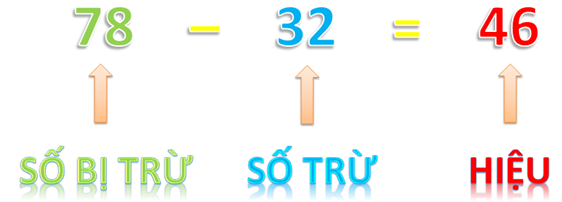 78 – 32 = 46
SỐ BỊ TRỪ SỐ TRỪ HIỆU